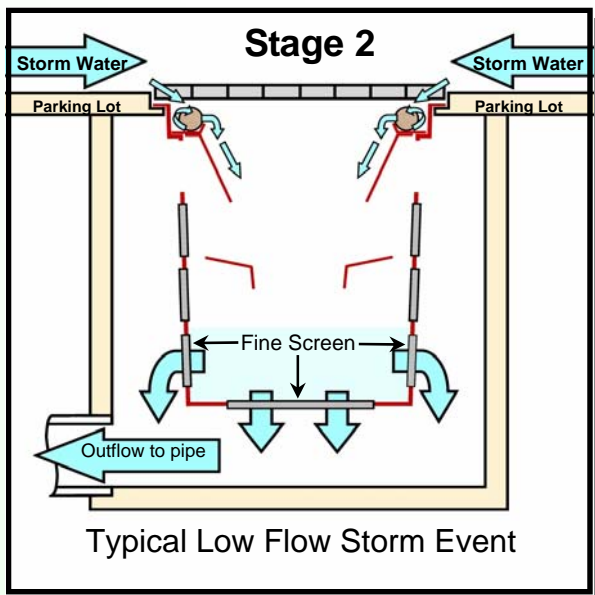 Stage 2
Storm Water
Storm Water
Parking Lot
Parking Lot
Fine Screen
Outflow to pipe
Typical Low Flow Storm Event